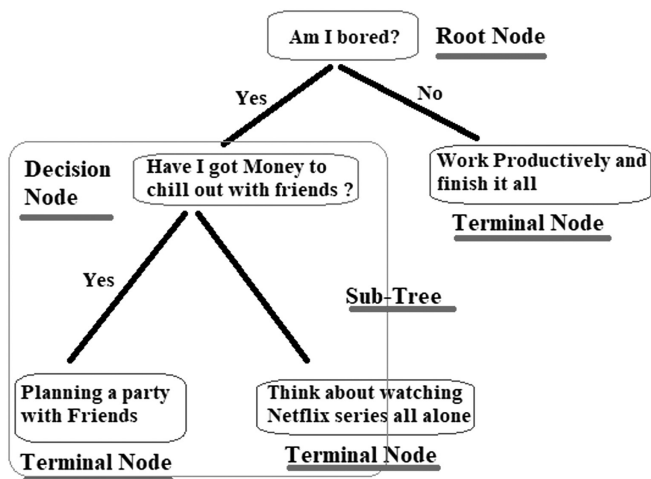 Am I bored?
Root Node
Yes
No
Decision
Node
Have I got Money to
chill out with friends ?
Work Productively and
finish it all
Terminal Node
Yes
Sub-Tree
Planning a party
with Friends
Think about watching
Netflix series all alone
Terminal Node
Terminal Node